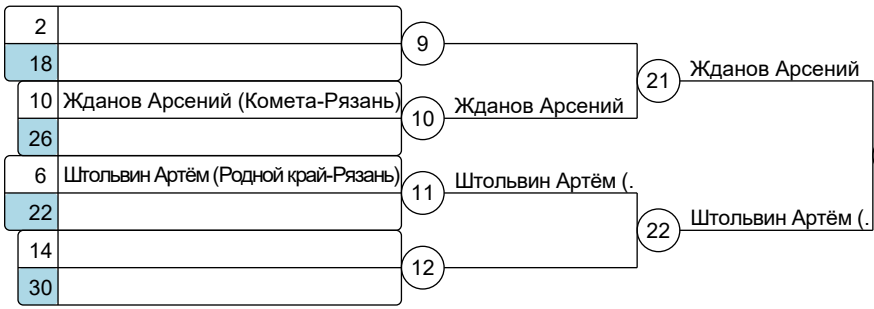 2
9
18
Жданов Арсений
21
10 Жданов Арсений (Комета-Рязань)
Жданов Арсений
10
26
6 Штольвин Артём (Родной край-Рязань)
Штольвин Артём (.
11
22
Штольвин Артём (.
22
14
12
30